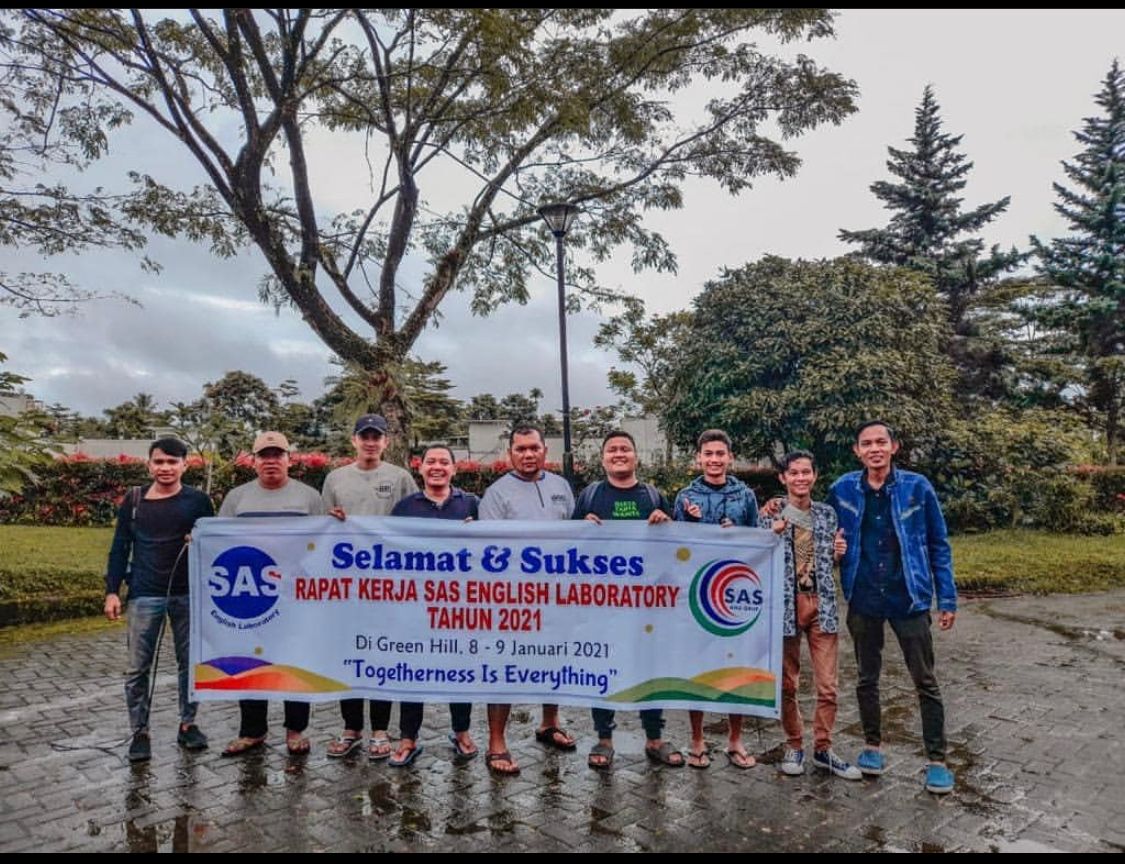 SAS
English Laboratory
Selamat & Sukses
RAPAT KERJA SAS ENGLISH LABORATORY
TAHUN 2021
Di Green Hill, 8 - 9 Januari 2021
"Togetherness Is Everything"
SAS